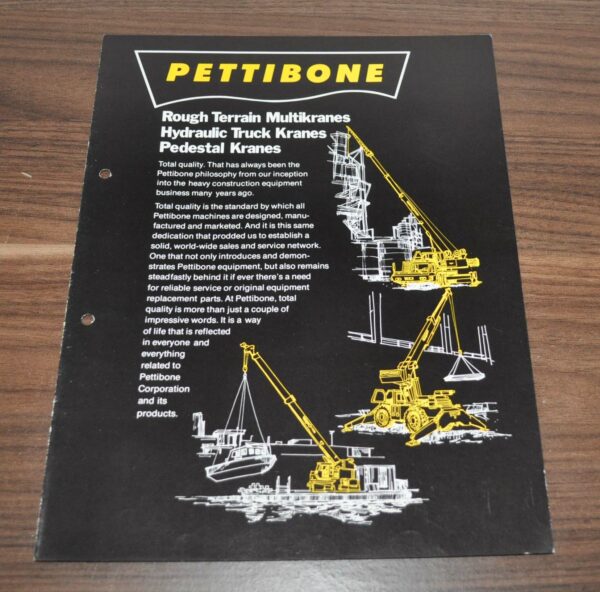 PETTIBONE
Rough Terrain Multikranes
Hydraulic Truck Kranes
Pedestal Kranes
Total quality. That has always been the
Pettibone philosophy from our inception
into the heavy construction equipment
business many years ago.
Total quality is the standard by which all
Pettibone machines are designed, manu-
factured and marketed. And it is this same
dedication that prodded us to establish a
solid, world-wide sales and service network.
One that not only introduces and demon-
strates Pettibone equipment, but also remains
steadfastly behind it if ever there's a need
for reliable service or original equipment
replacement parts. At Pettibone, total
quality is more than just a couple of
impressive words. It is a way
of life that is reflected
in everyone and
everything
related to
Pettibone
Corporation
and its
products.